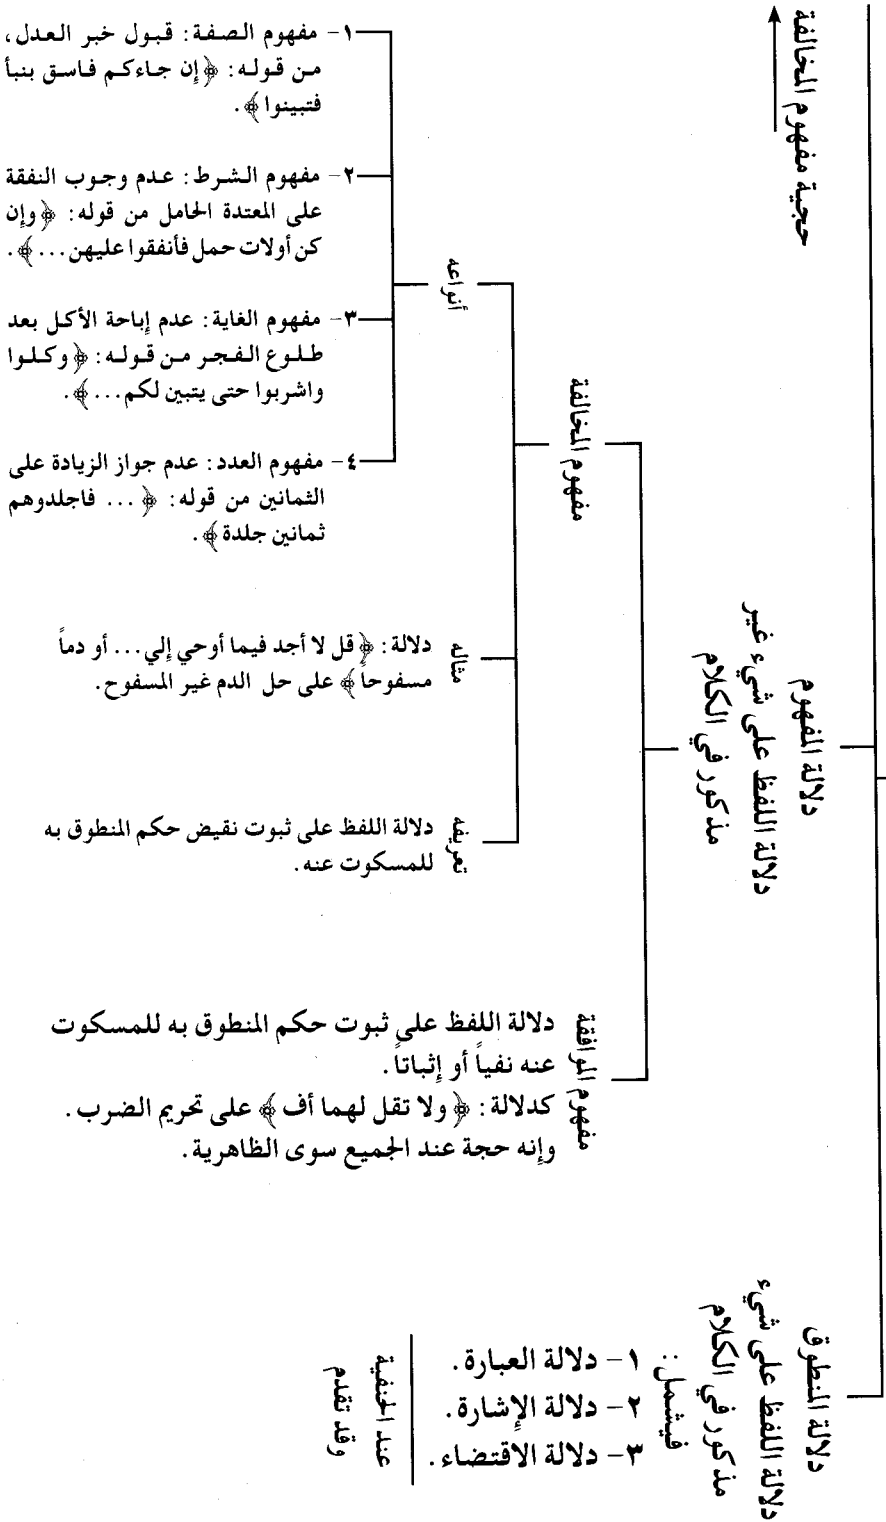 حجية مفهوم المخالفة
١- مفهوم الصفة: قبول خبر العدل،
من قوله: ﴿إن جاءكم فاسق بنبأ
فتبينوا﴾.
٢- مفهوم الشرط: عدم وجوب النفقة
على المعتدة الحامل من قوله: ﴿وإن
كن أولات حمل فأنفقوا عليهن...﴾.
أنواعه
٣- مفهوم الغاية: عدم إباحة الأكل بعد
طلوع الفجر من قوله: ﴿وكلوا
واشربوا حتى يتبين لكم...﴾.
٤- مفهوم العدد: عدم جواز الزيادة على
الثمانين من قوله: ﴿... فاجلدوهم
ثمانين جلدة﴾.
مفهوم المخالفة
مثاله
دلالة: ﴿قل لا أجد فيما أوحي إلي... أو دماً
مسفوحاً﴾ على حل الدم غير المسفوح.
دلالة المفهوم
دلالة اللفظ على شيء غير
مذكور في الكلام
تعريفه
دلالة اللفظ على ثبوت نقيض حكم المنطوق به
للمسكوت عنه.
مفهوم الموافقة
دلالة اللفظ على ثبوت حكم المنطوق به للمسكوت
عنه نفياً أو إثباتاً.
كدلالة: ﴿ولا تقل لهما أف﴾ على تحريم الضرب.
وإنه حجة عند الجميع سوى الظاهرية.
دلالة المنطوق
دلالة اللفظ على شيء
مذكور في الكلام
فيشمل:
١- دلالة العبارة.
٢- دلالة الإشارة.
٣- دلالة الاقتضاء.
عند الحنفية
وقد تقدم